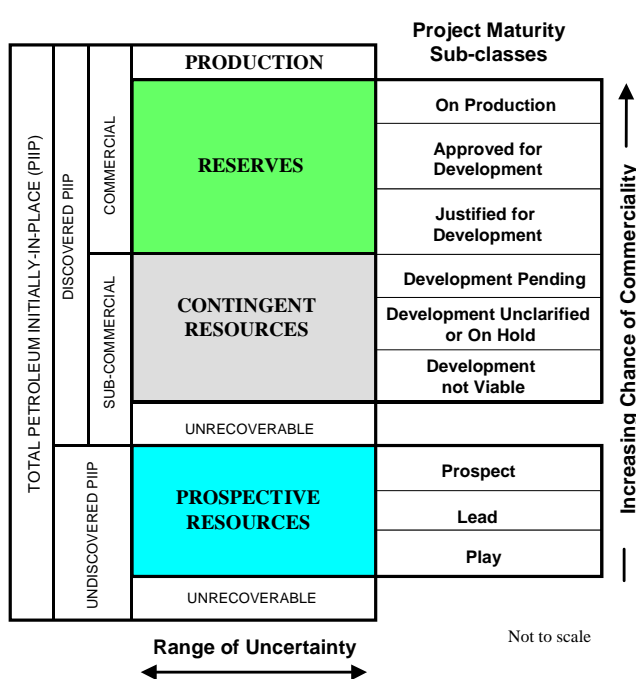 Project Maturity
Sub-classes
PRODUCTION
TOTAL PETROLEUM INITIALLY-IN-PLACE (PIIP)
DISCOVERED PIIP
COMMERCIAL
RESERVES
On Production
Approved for
Development
Justified for
Development
SUB-COMMERCIAL
CONTINGENT
RESOURCES
Development Pending
Development Unclarified
or On Hold
Development
not Viable
UNRECOVERABLE
UNDISCOVERED PIIP
PROSPECTIVE
RESOURCES
Prospect
Lead
Play
UNRECOVERABLE
Increasing Chance of Commerciality
Range of Uncertainty
Not to scale